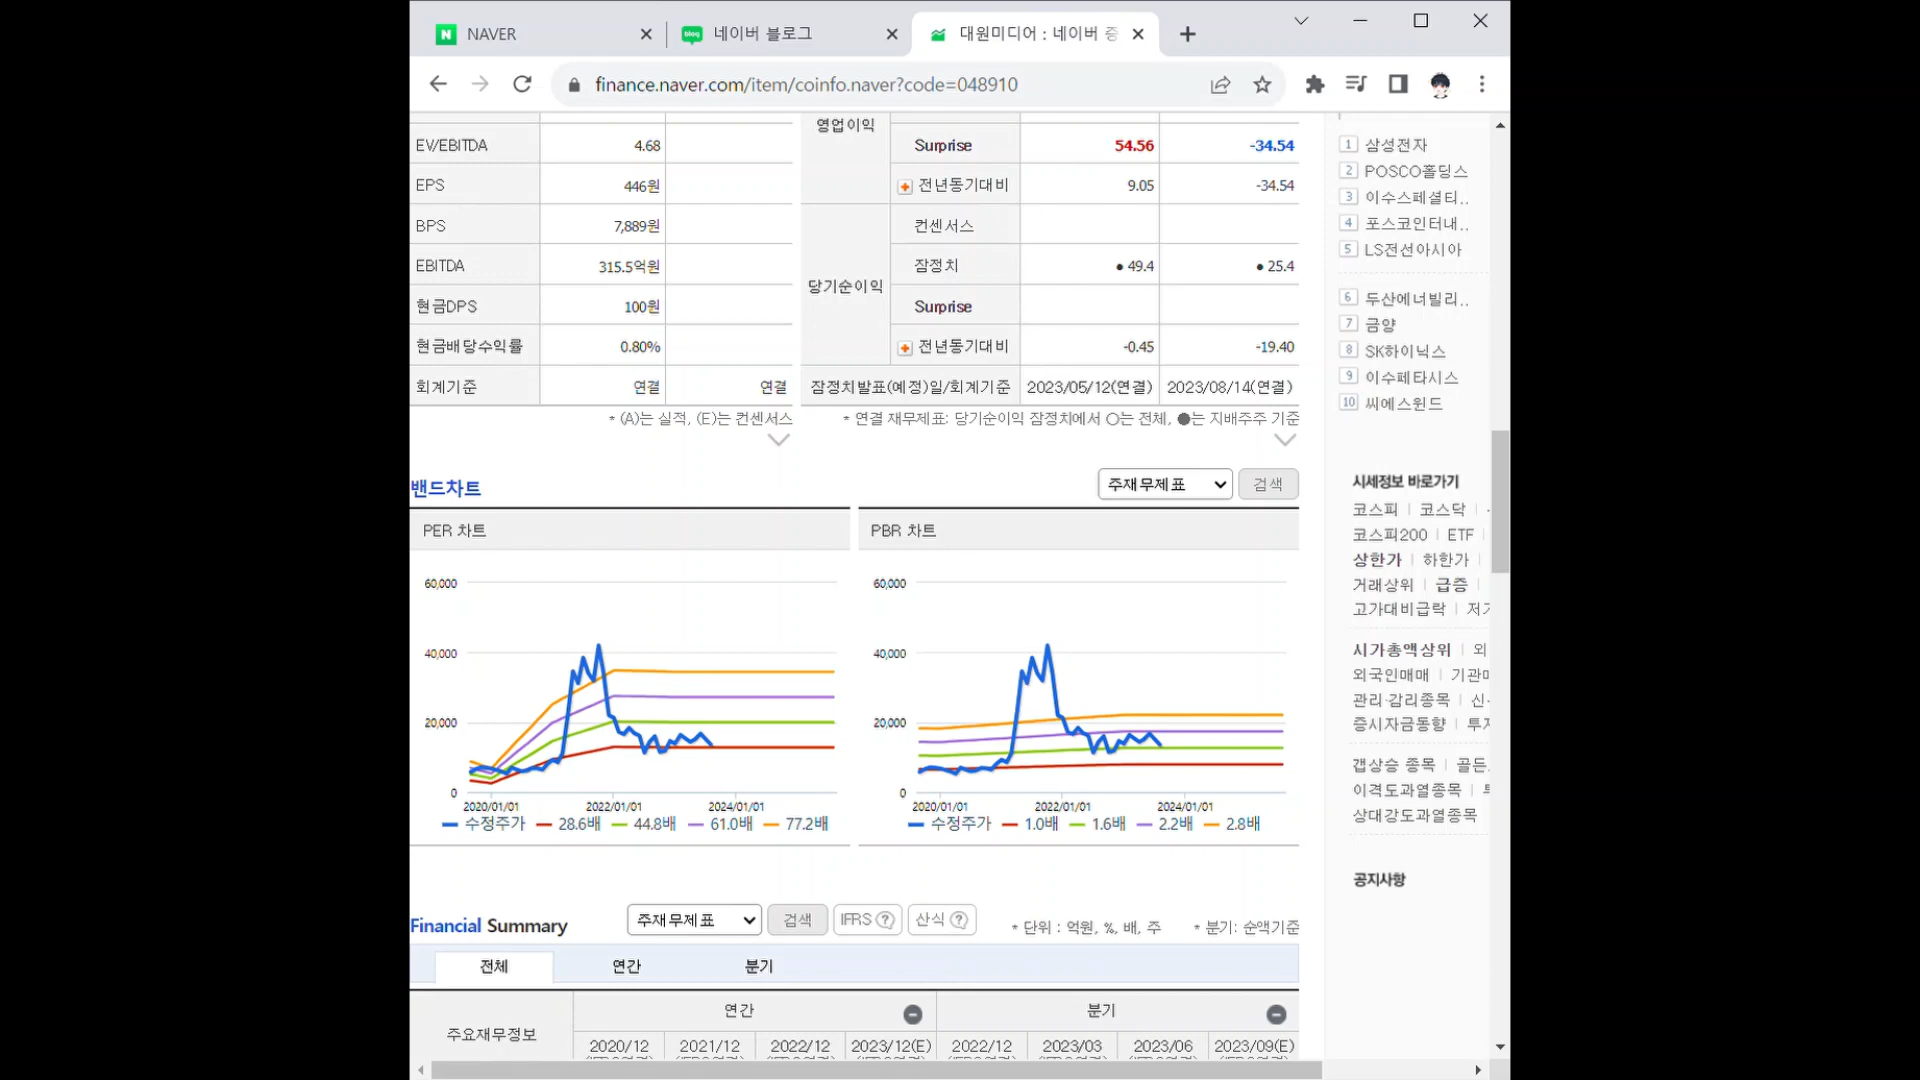 NAVER
네이버 블로그
대원미디어 : 네이버 증
finance.naver.com/item/coinfo.naver?code=048910
EV/EBITDA 4.68
EPS 446원
BPS 7,889원
EBITDA 315.5억원
현금DPS 100원
현금배당수익률 0.80%
회계기준 연결 연결
* (A)는 실적, (E)는 컨센서스
영업이익
Surprise 54.56 -34.54
전년동기대비 9.05 -34.54
당기순이익
컨센서스
잠정치 ● 49.4 ● 25.4
Surprise
전년동기대비 -0.45 -19.40
잠정치발표(예정)일/회계기준 2023/05/12(연결) 2023/08/14(연결)
* 연결 재무제표: 당기순이익 잠정치에서 ○는 전체, ●는 지배주주 기준
밴드차트
주재무제표 검색
PER 차트
60,000
40,000
20,000
0
2020/01/01 2022/01/01 2024/01/01
수정주가 28.6배 44.8배 61.0배 77.2배
PBR 차트
60,000
40,000
20,000
0
2020/01/01 2022/01/01 2024/01/01
수정주가 1.0배 1.6배 2.2배 2.8배
Financial Summary
주재무제표 검색 IFRS ? 산식 ?
* 단위 : 억원, %, 배, 주 * 분기: 순액기준
전체 연간 분기
주요재무정보 연간 분기
2020/12 2021/12 2022/12 2023/12(E) 2022/12 2023/03 2023/06 2023/09(E)
1 삼성전자
2 POSCO홀딩스
3 이수스페셜티..
4 포스코인터내..
5 LS전선아시아
6 두산에너빌리..
7 금양
8 SK하이닉스
9 이수페타시스
10 씨에스윈드
시세정보 바로가기
코스피 | 코스닥 |
코스피200 | ETF
상한가 | 하한가 |
거래상위 | 급증 |
고가대비급락 |
시가총액상위 | 외
외국인매매 |
관리·감리종목 |
증시자금동향 |
갭상승 종목 |
이격도과열종목 |
상대강도과열종목
공지사항